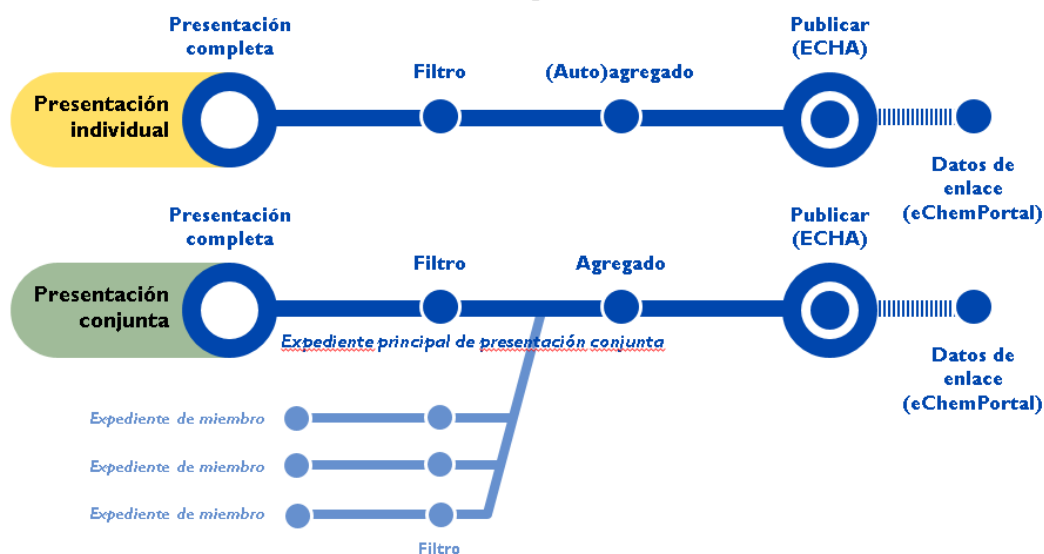 Presentación
completa
Publicar
(ECHA)
Filtro
(Auto)agregado
Presentación
individual
Datos de
enlace
(eChemPortal)
Presentación
completa
Publicar
(ECHA)
Filtro
Agregado
Presentación
conjunta
Expediente principal de presentación conjunta
Datos de
enlace
(eChemPortal)
Expediente de miembro
Expediente de miembro
Expediente de miembro
Filtro